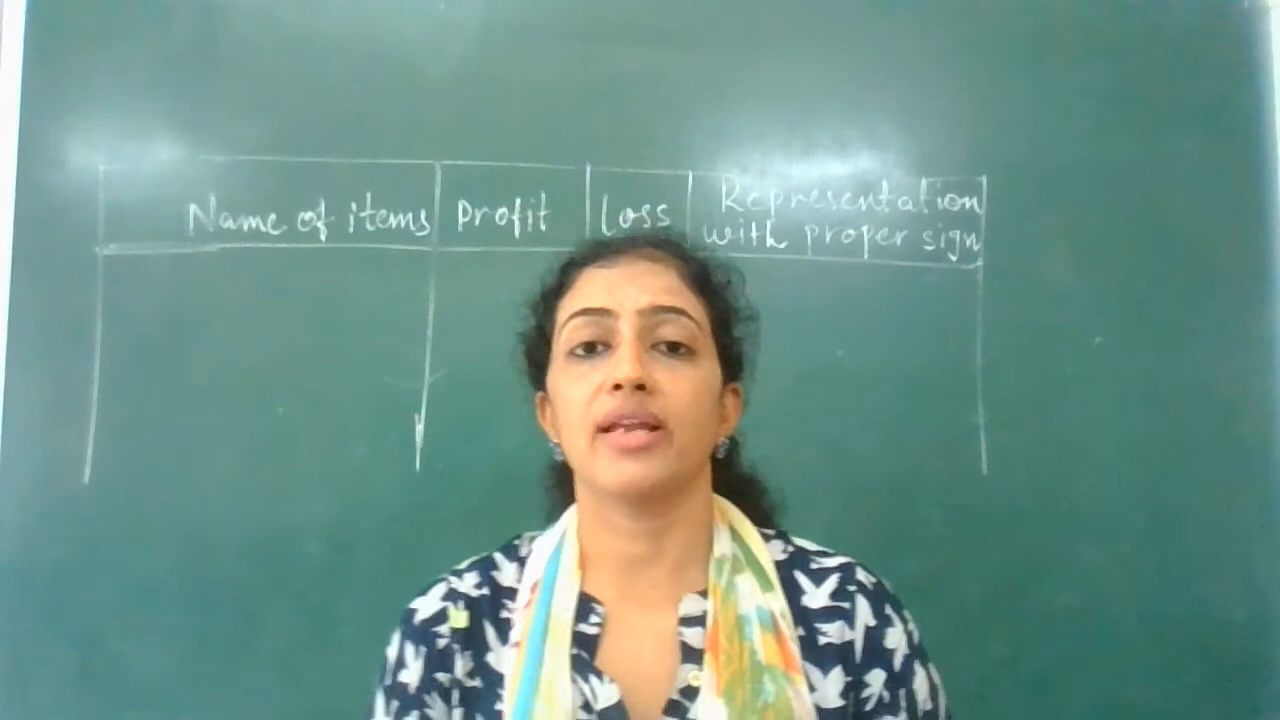 Name of items
Profit
Loss
Representation
with proper sign